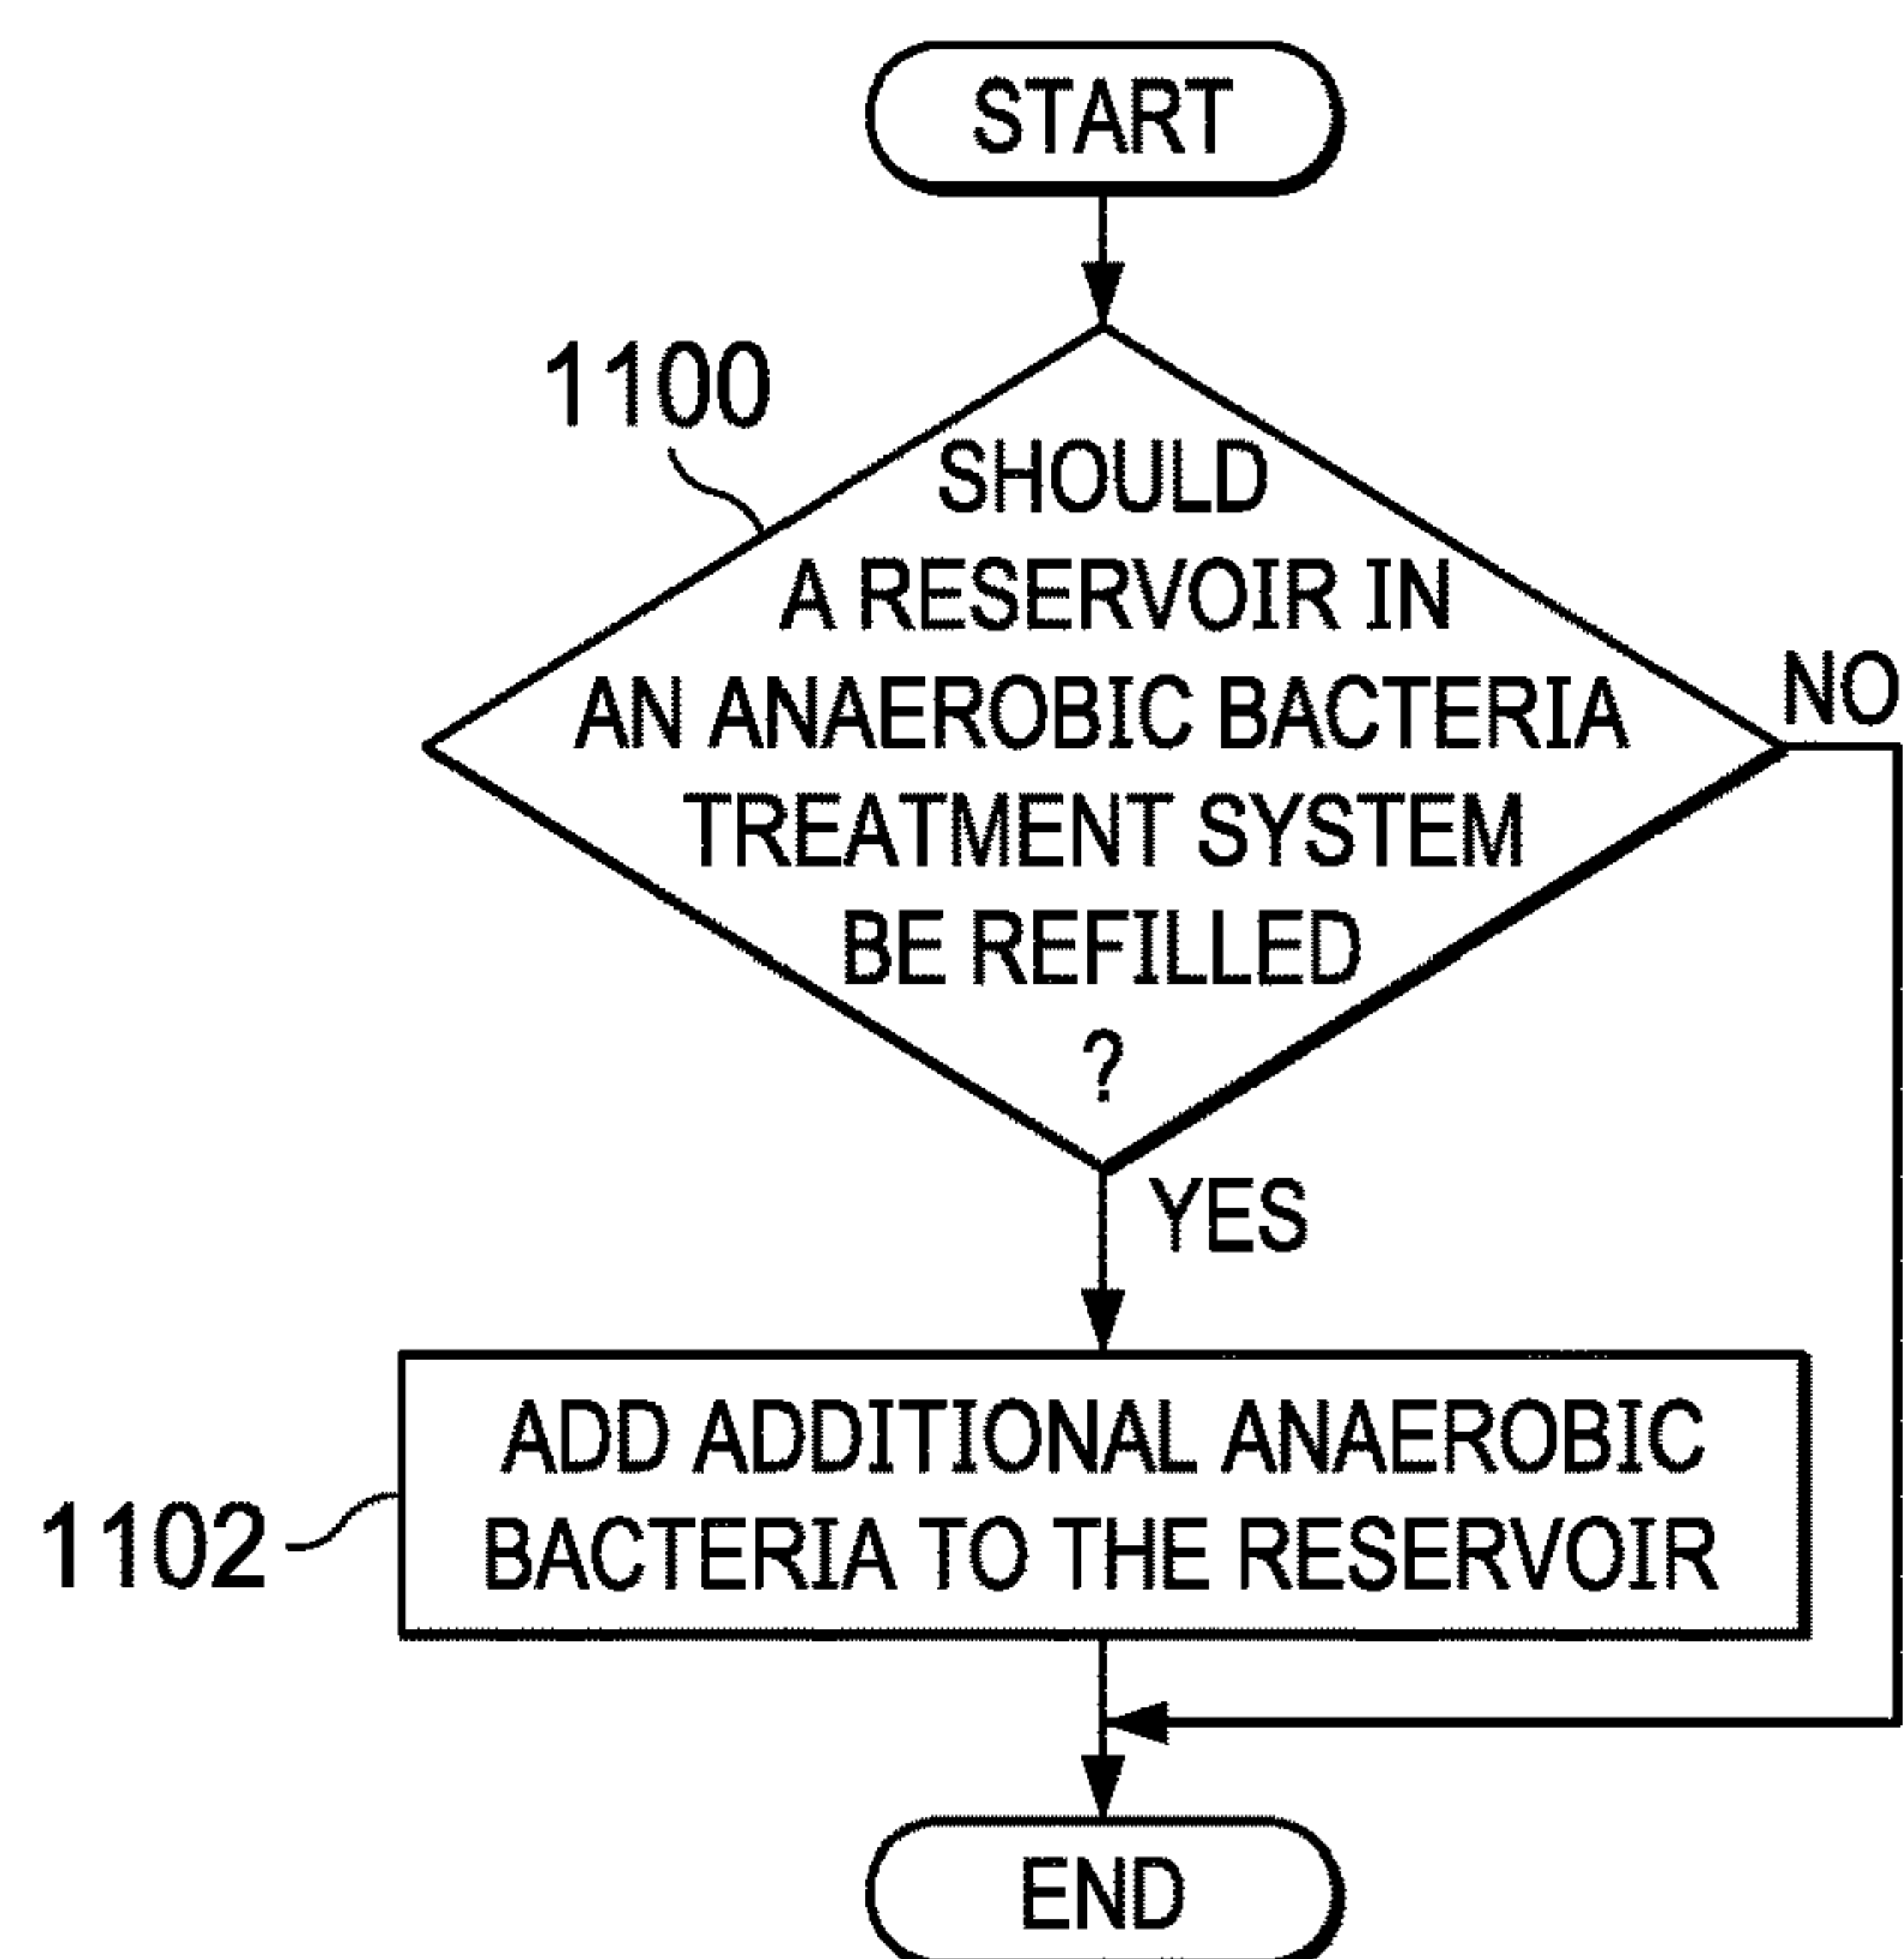 START
1100
SHOULD
A RESERVOIR IN
AN ANAEROBIC BACTERIA
TREATMENT SYSTEM
BE REFILLED
?
NO
YES
ADD ADDITIONAL ANAEROBIC
BACTERIA TO THE RESERVOIR
1102
END